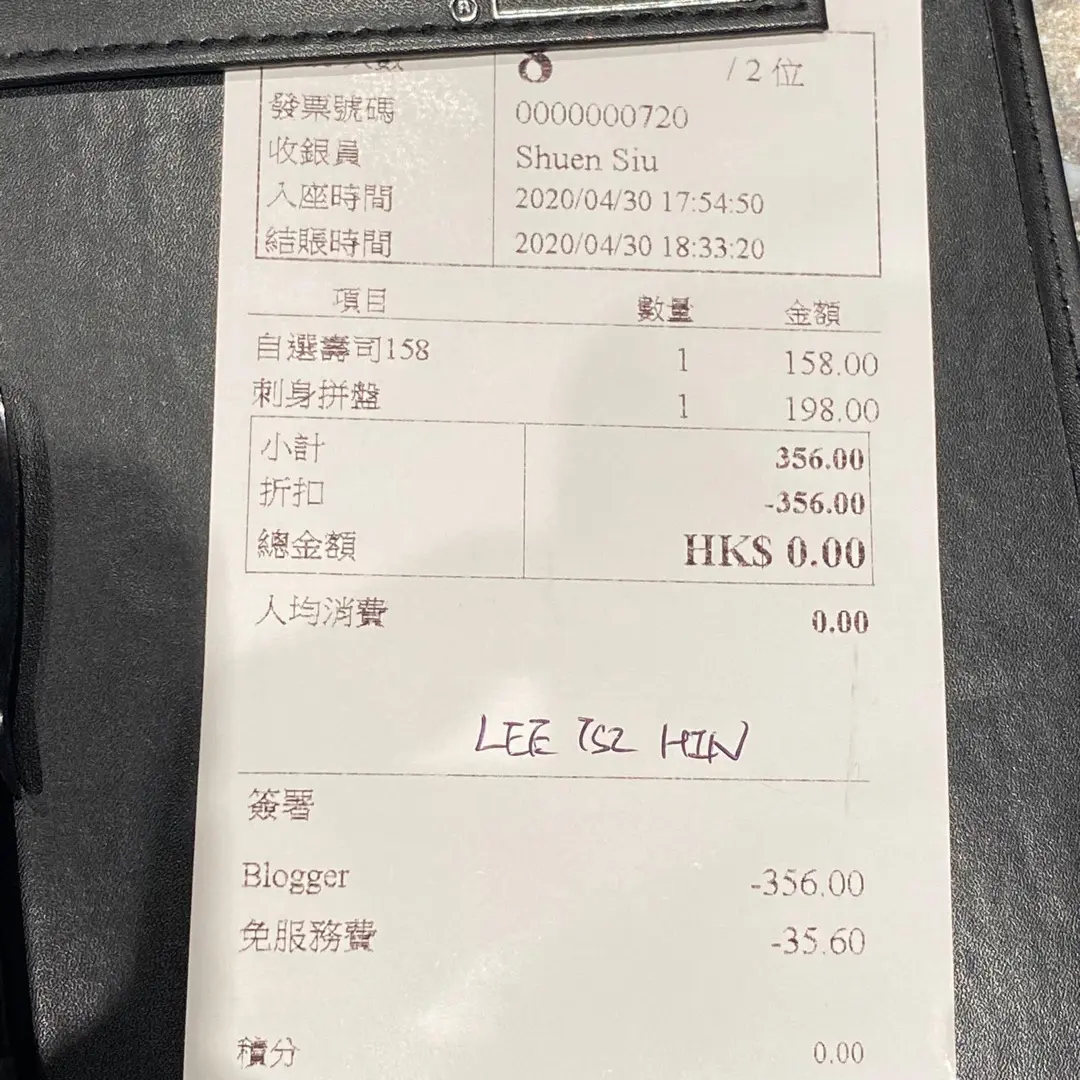 8 / 2 位
發票號碼 0000000720
收銀員 Shuen Siu
入座時間 2020/04/30 17:54:50
結賬時間 2020/04/30 18:33:20
項目 數量 金額
自選壽司158 1 158.00
刺身拼盤 1 198.00
小計 356.00
折扣 -356.00
總金額 HK$ 0.00
人均消費 0.00
LEE TSZ HIN
簽署
Blogger -356.00
免服務費 -35.60
積分 0.00